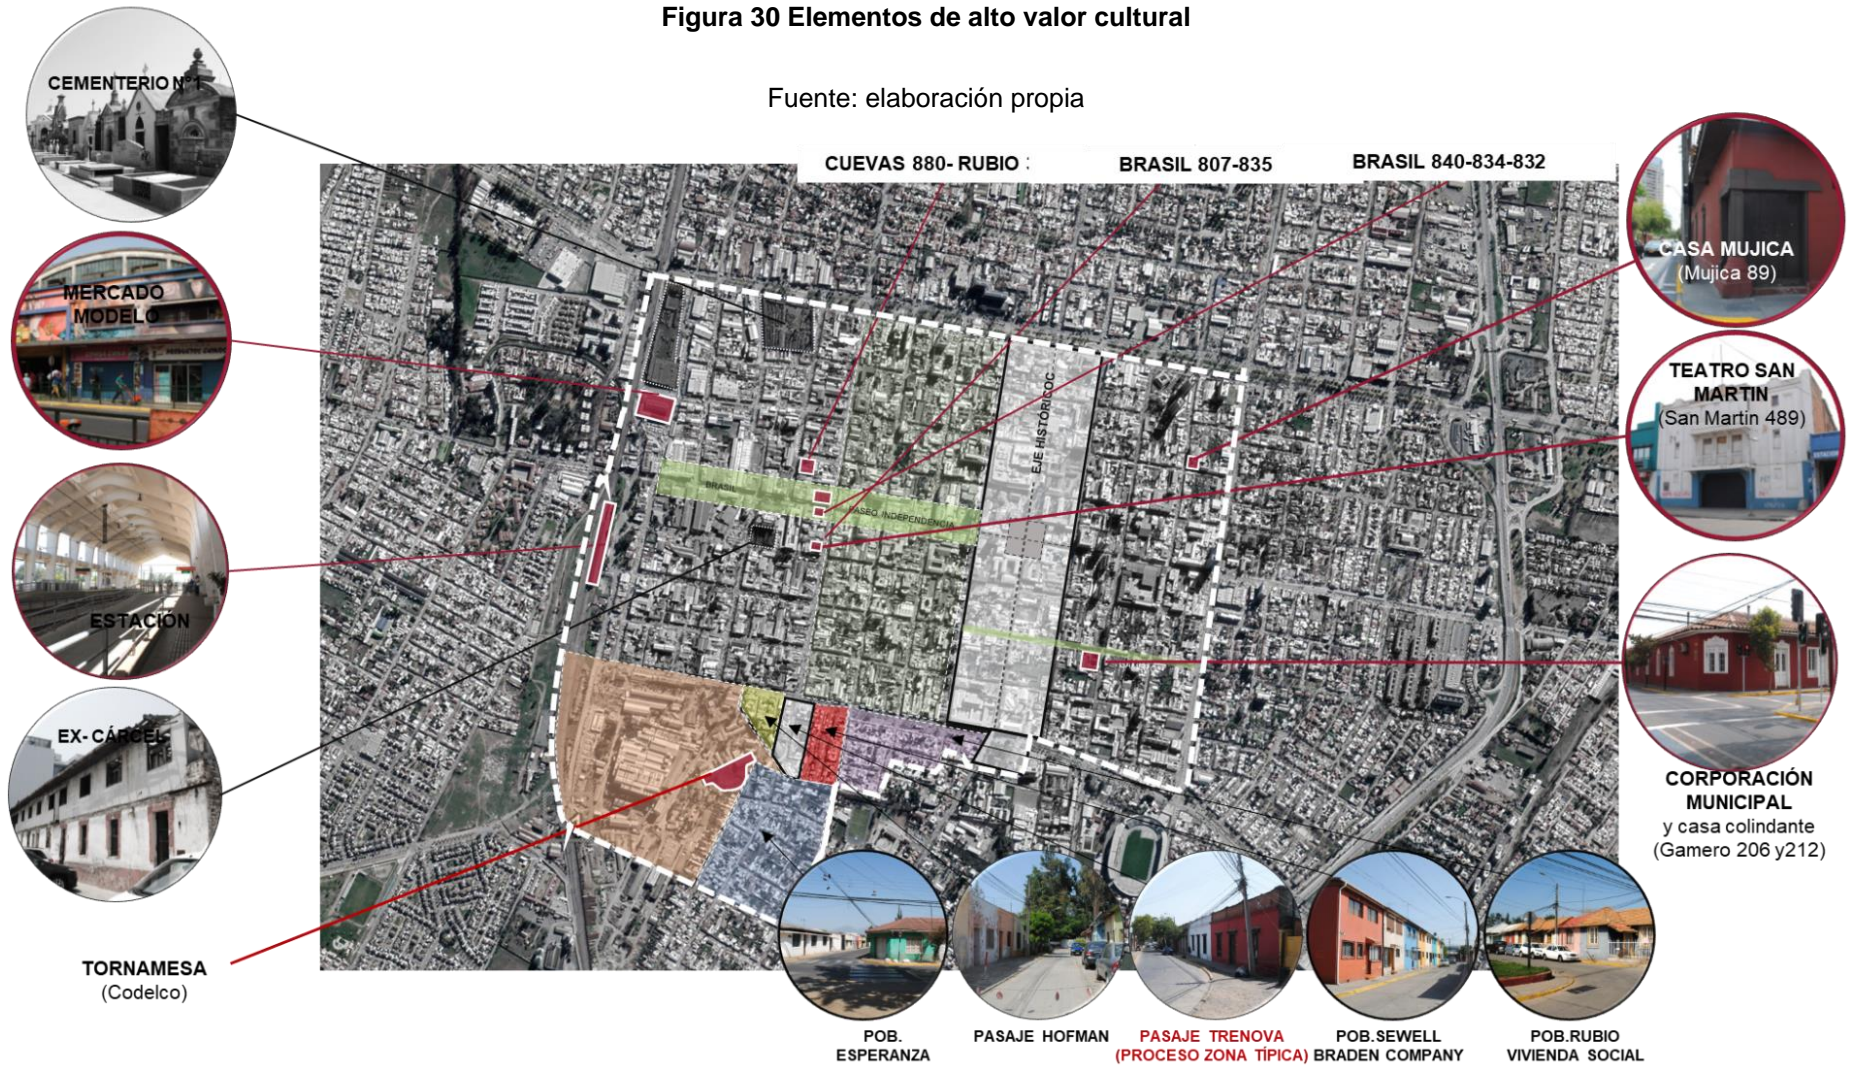 Figura 30 Elementos de alto valor cultural
Fuente: elaboración propia
CEMENTERIO N°1
CUEVAS 880- RUBIO :
BRASIL 807-835
BRASIL 840-834-832
MERCADO
MODELO
CASA MUJICA
(Mujica 89)
TEATRO SAN
MARTIN
(San Martin 489)
EJE HISTÓRICOC
BRASIL
PASEO INDEPENDENCIA
ESTACIÓN
EX- CÁRCEL
CORPORACIÓN
MUNICIPAL
y casa colindante
(Gamero 206 y212)
TORNAMESA
(Codelco)
POB.
ESPERANZA
PASAJE HOFMAN
PASAJE TRENOVA
(PROCESO ZONA TÍPICA)
POB.SEWELL
BRADEN COMPANY
POB.RUBIO
VIVIENDA SOCIAL